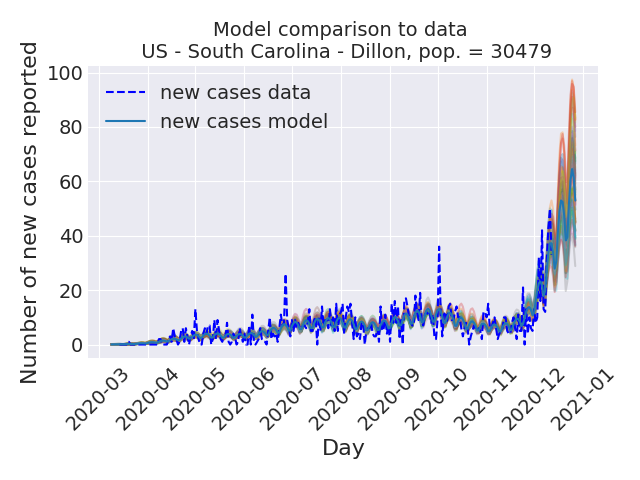 Model comparison to data
US - South Carolina - Dillon, pop. = 30479
Number of new cases reported
100
80
60
40
20
0
new cases data
new cases model
2020-03
2020-04
2020-05
2020-06
2020-07
2020-08
2020-09
2020-10
2020-11
2020-12
2021-01
Day